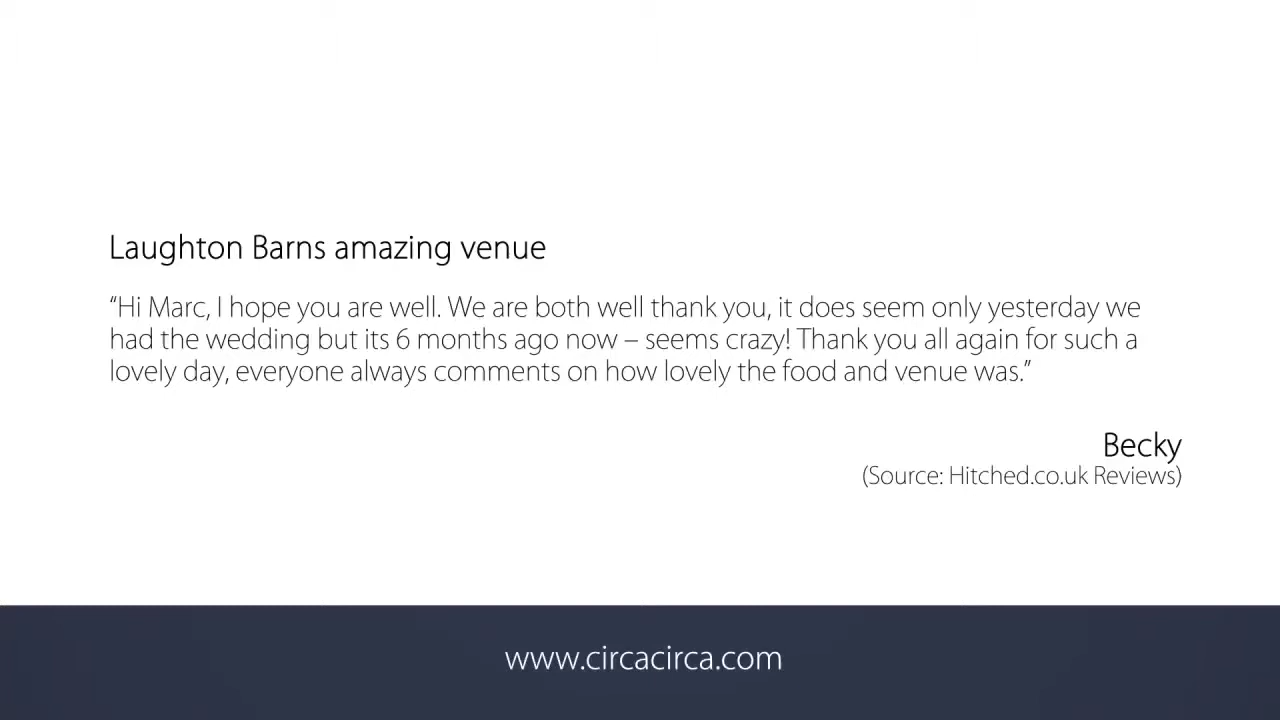 Laughton Barns amazing venue
“Hi Marc, I hope you are well. We are both well thank you, it does seem only yesterday we
had the wedding but its 6 months ago now – seems crazy! Thank you all again for such a
lovely day, everyone always comments on how lovely the food and venue was.”
Becky
(Source: Hitched.co.uk Reviews)
www.circacirca.com